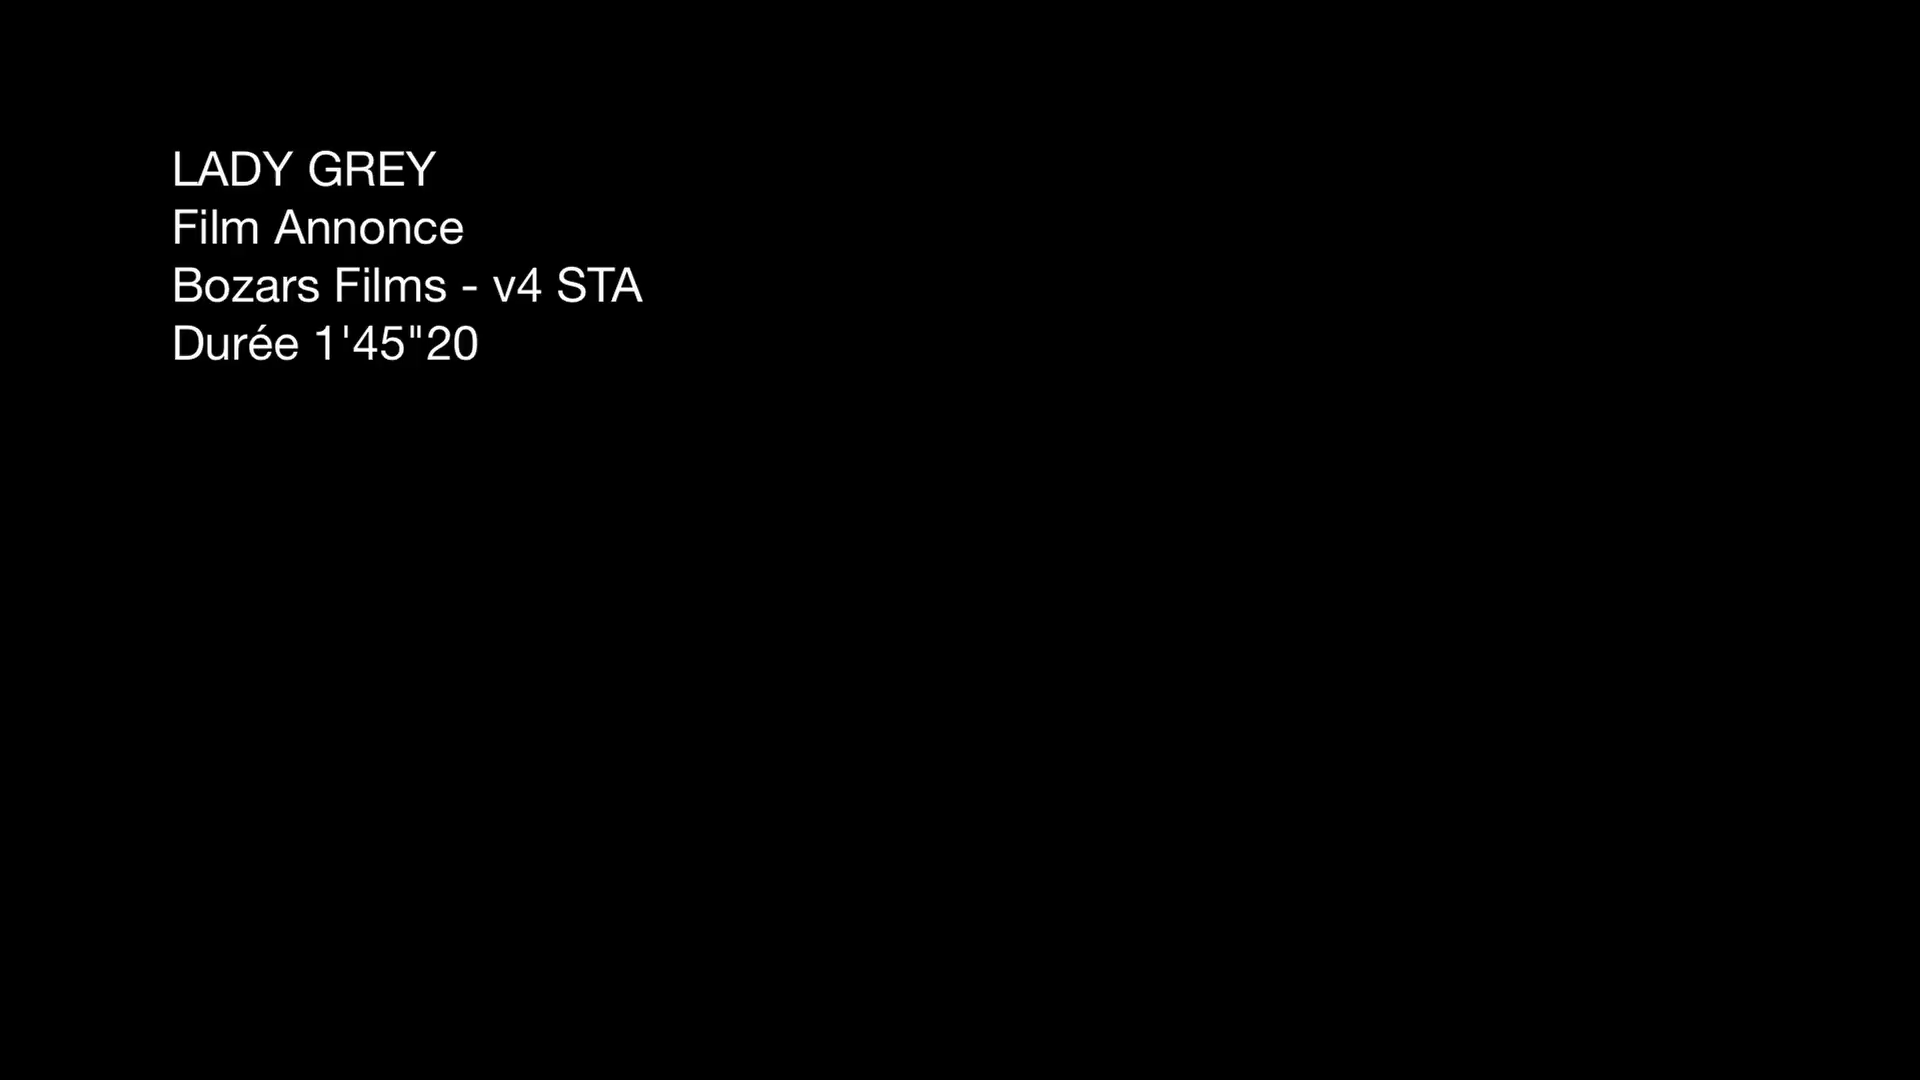 LADY GREY
Film Annonce
Bozars Films - v4 STA
Durée 1'45"20